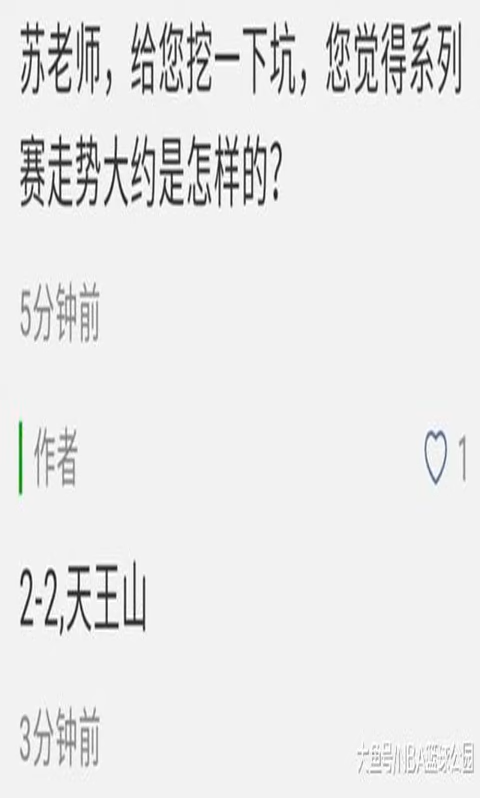 苏老师，给您挖一下坑，您觉得系列
赛走势大约是怎样的？
5分钟前
作者
1
2-2,天王山
3分钟前
大鱼号/NBA篮球公园